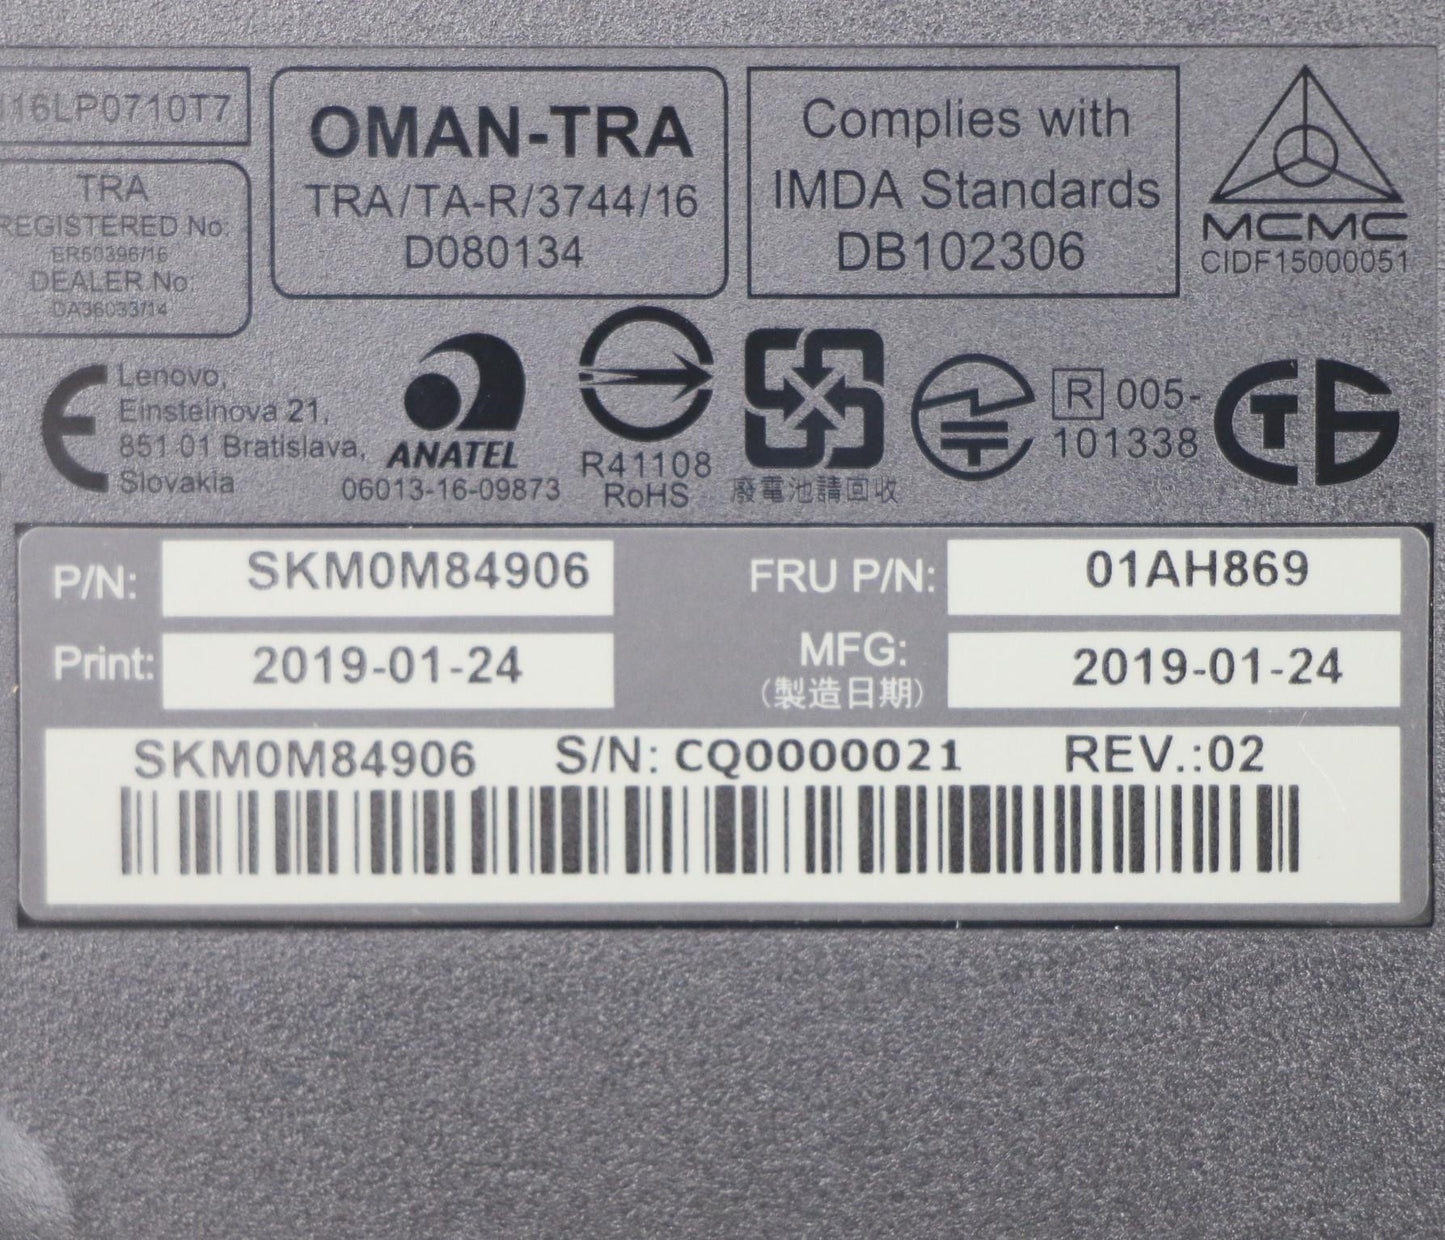 16LP0710T7
TRA
REGISTERED No:
ER50396/16
DEALER No:
DA36033/14
OMAN-TRA
TRA/TA-R/3744/16
D080134
Complies with
IMDA Standards
DB102306
MCMC
CIDF15000051
CE
Lenovo,
Einsteinova 21,
851 01 Bratislava,
Slovakia
ANATEL
06013-16-09873
R41108
RoHS
廢電池請回收
R 005-
101338
P/N: SKM0M84906
FRU P/N: 01AH869
Print: 2019-01-24
MFG: 2019-01-24
(製造日期)
SKM0M84906 S/N: CQ0000021 REV.:02